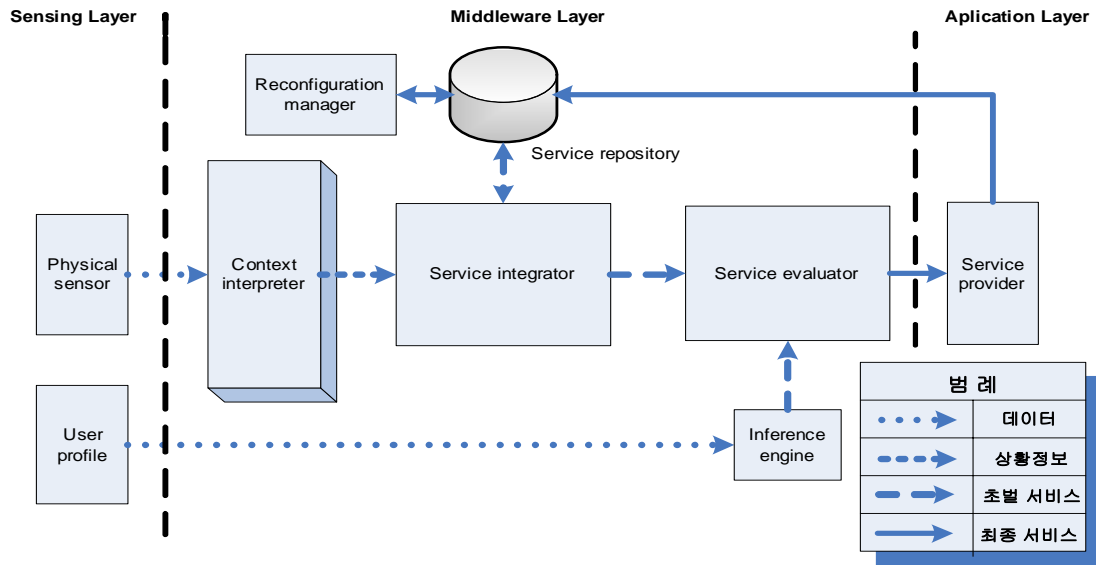 Sensing Layer
Middleware Layer
Aplication Layer
Reconfiguration
manager
Service repository
Physical
sensor
Context
interpreter
Service integrator
Service evaluator
Service
provider
User
profile
Inference
engine
범 례
데이터
상황정보
초벌 서비스
최종 서비스